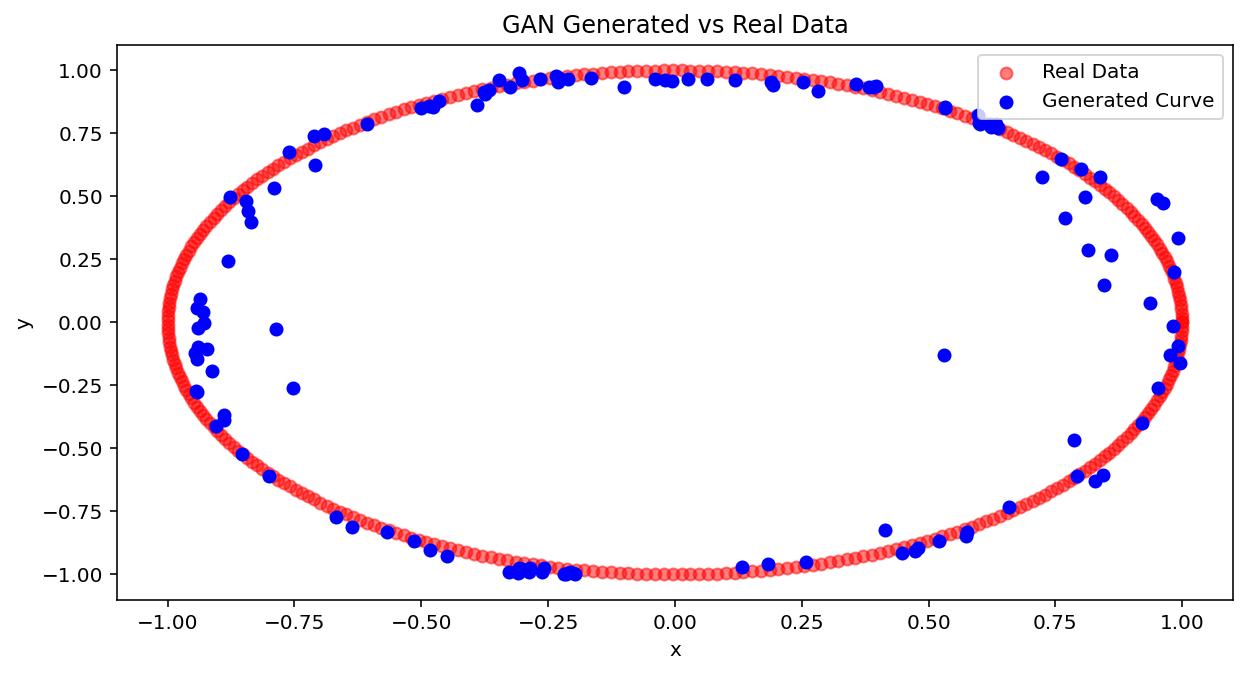 GAN Generated vs Real Data
Real Data
Generated Curve
1.00
0.75
0.50
0.25
0.00
−0.25
−0.50
−0.75
−1.00
y
−1.00 −0.75 −0.50 −0.25 0.00 0.25 0.50 0.75 1.00
x